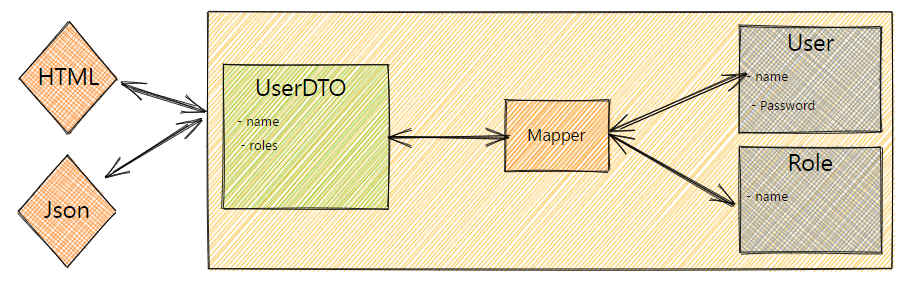 HTML
Json
UserDTO
- name
- roles
Mapper
User
- name
- Password
Role
- name